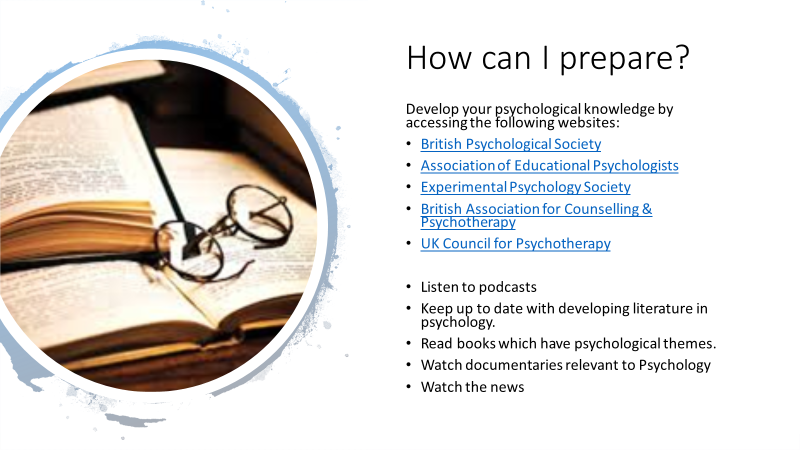 How can I prepare?
Develop your psychological knowledge by
accessing the following websites:
• British Psychological Society
• Association of Educational Psychologists
• Experimental Psychology Society
• British Association for Counselling &
Psychotherapy
• UK Council for Psychotherapy
• Listen to podcasts
• Keep up to date with developing literature in
psychology.
• Read books which have psychological themes.
• Watch documentaries relevant to Psychology
• Watch the news